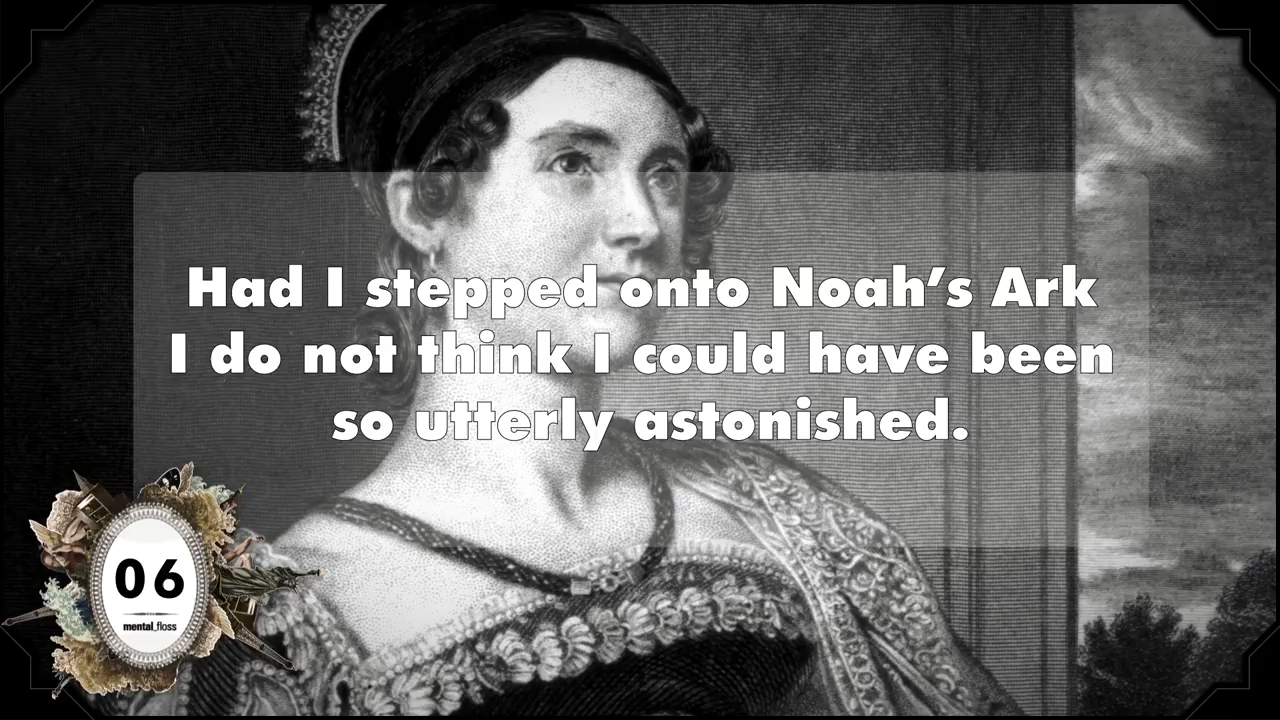 Had I stepped onto Noah's Ark
I do not think I could have been
so utterly astonished.
06
mental_floss